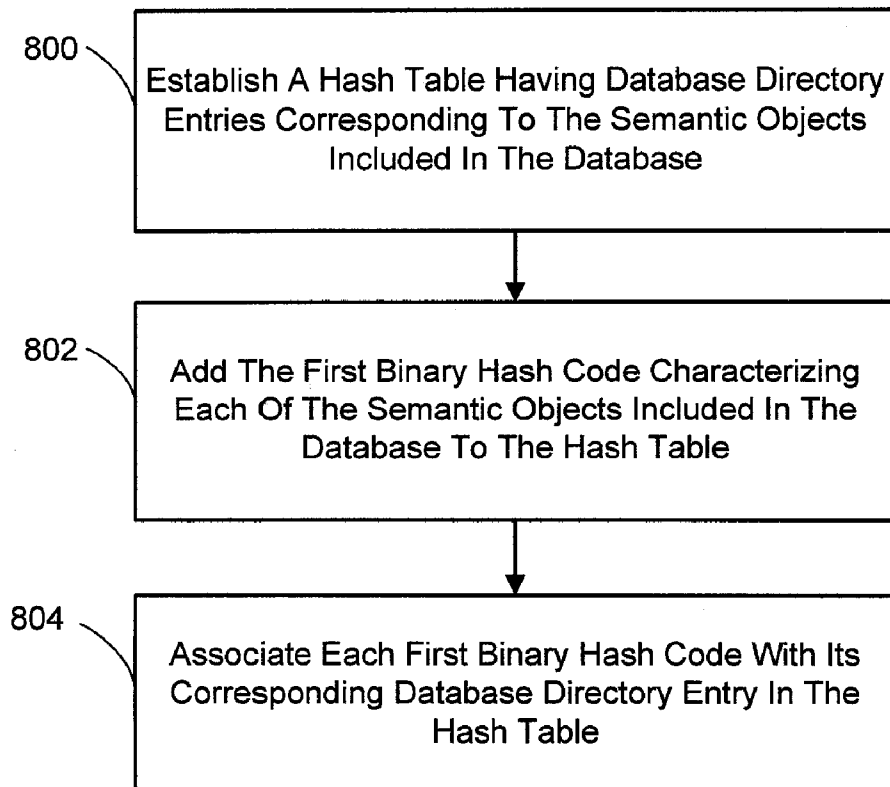 800
Establish A Hash Table Having Database Directory
Entries Corresponding To The Semantic Objects
Included In The Database
802
Add The First Binary Hash Code Characterizing
Each Of The Semantic Objects Included In The
Database To The Hash Table
804
Associate Each First Binary Hash Code With Its
Corresponding Database Directory Entry In The
Hash Table